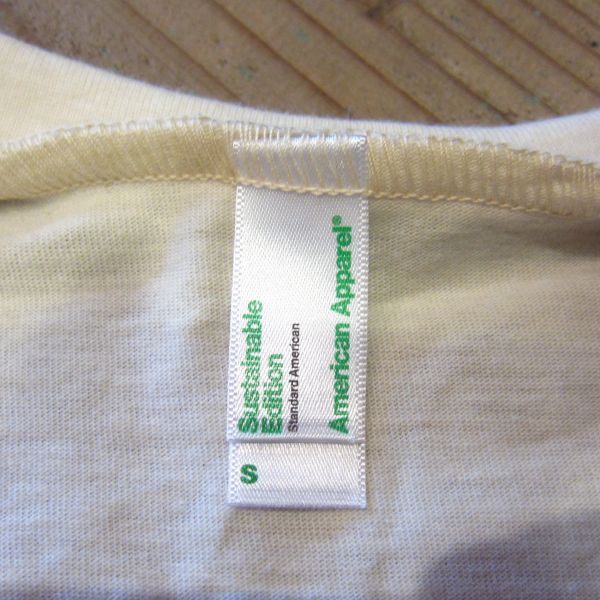 Sustainable
Edition
Standard American
American Apparel®
S